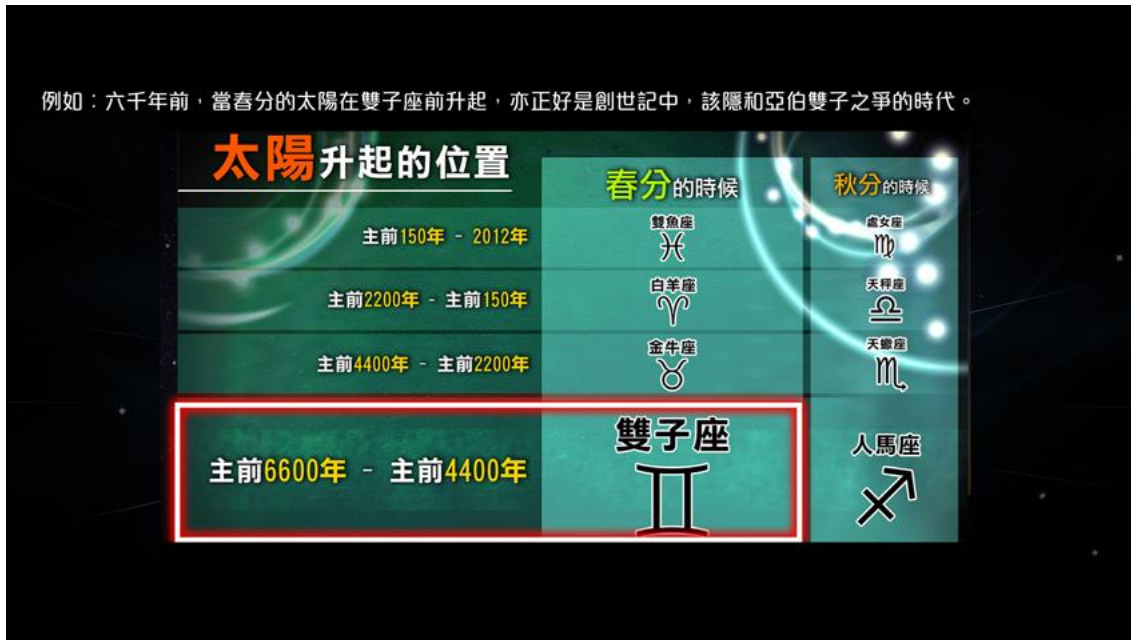 例如：六千年前，當春分的太陽在雙子座前升起，亦正好是創世記中，該隱和亞伯雙子之爭的時代。
太陽升起的位置
春分的時候
秋分的時候
主前150年 - 2012年
雙魚座
處女座
主前2200年 - 主前150年
白羊座
天秤座
主前4400年 - 主前2200年
金牛座
天蠍座
主前6600年 - 主前4400年
雙子座
人馬座